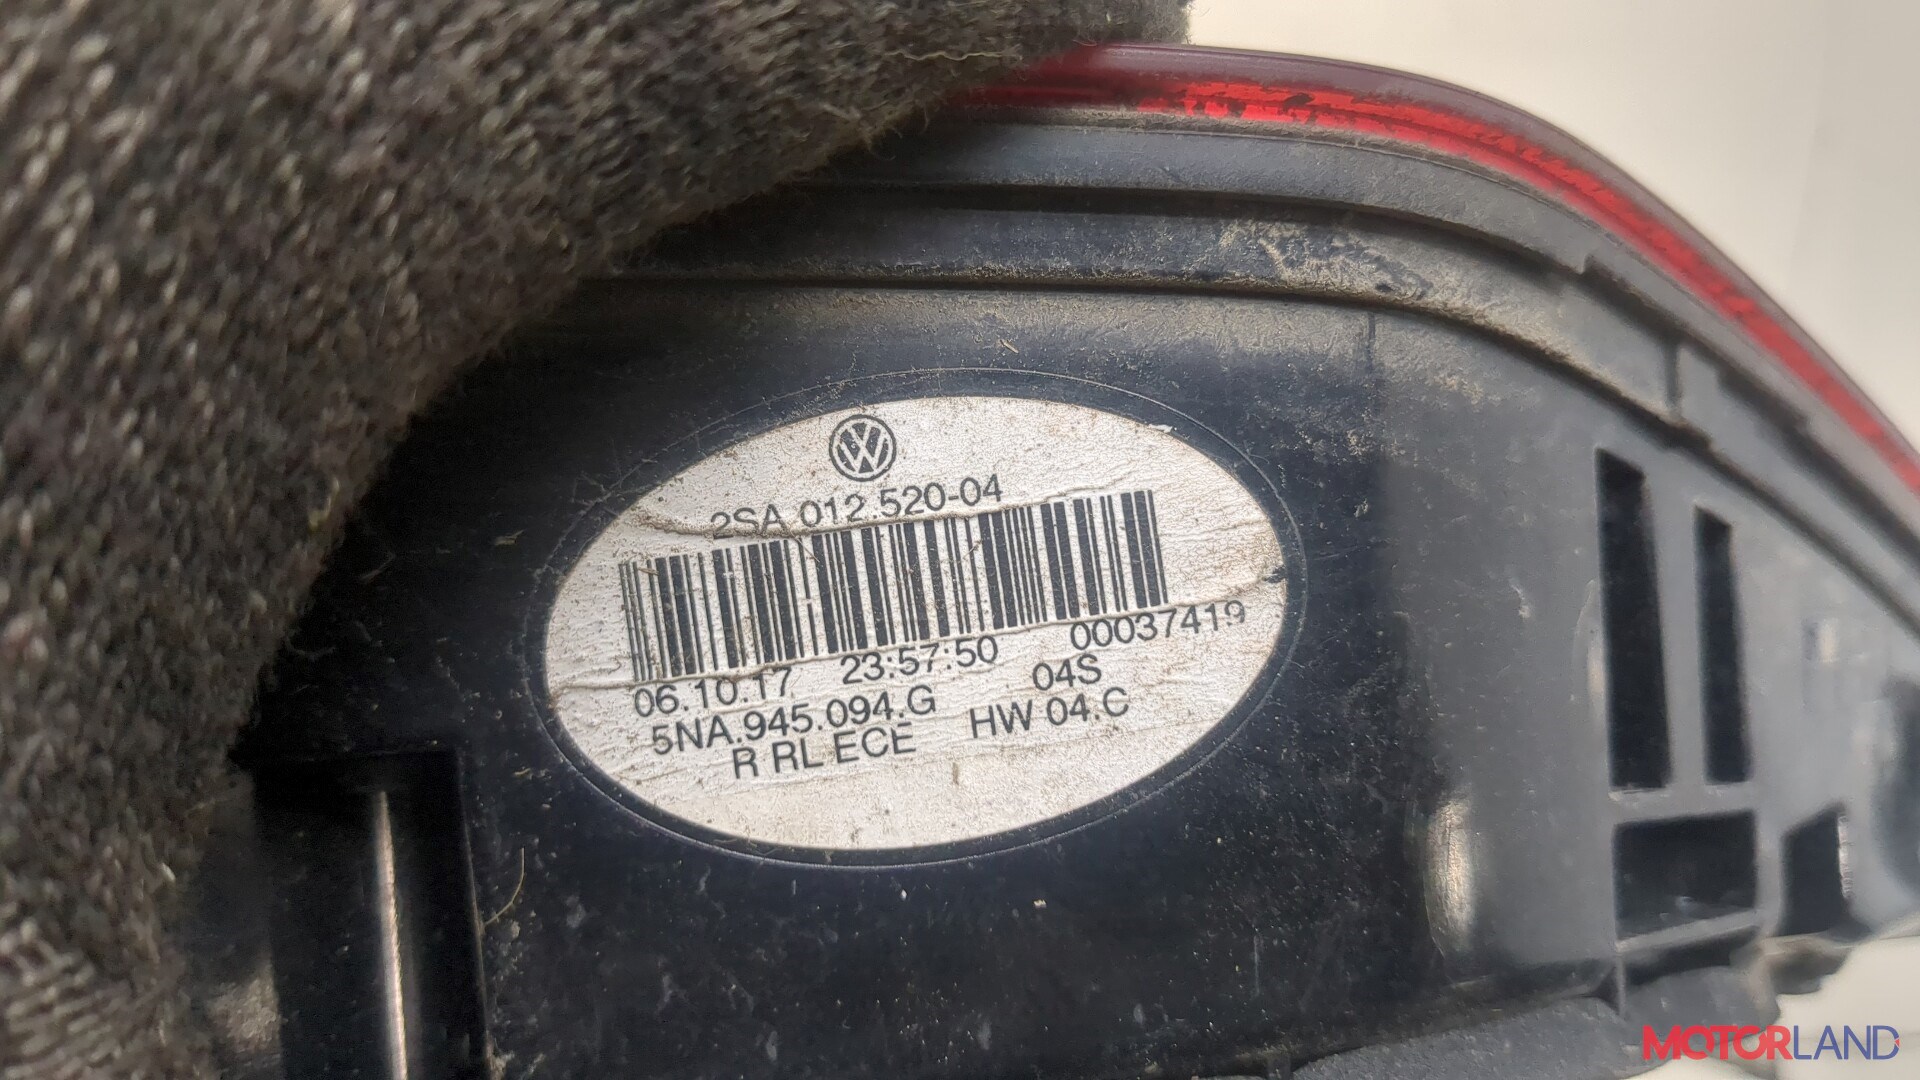 2SA.012.520-04
00037419
06.10.17 23:57:50
5NA.945.094.G 04S
R RL ECE HW 04.C
MOTORLAND